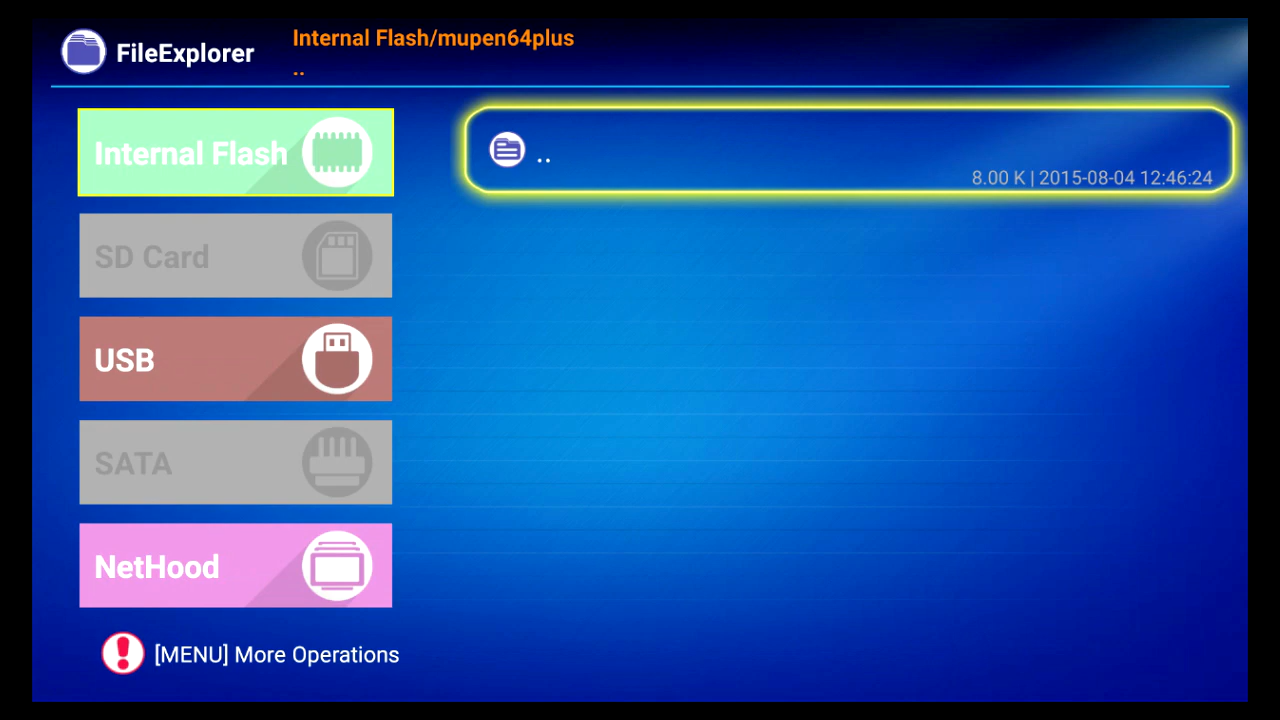 FileExplorer
Internal Flash/mupen64plus
..
Internal Flash
SD Card
USB
SATA
NetHood
[MENU] More Operations
..
8.00 K | 2015-08-04 12:46:24